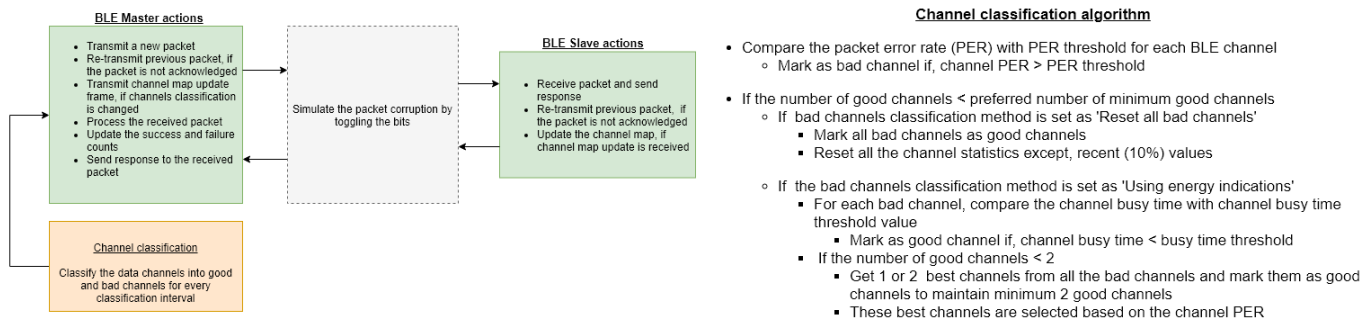 BLE Master actions
• Transmit a new packet
• Re-transmit previous packet, if
the packet is not acknowledged
• Transmit channel map update
frame, if channels classification
is changed
• Process the received packet
• Update the success and failure
counts
• Send response to the received
packet
Channel classification
Classify the data channels into good
and bad channels for every
classification interval
Simulate the packet corruption by
toggling the bits
BLE Slave actions
• Receive packet and send
response
• Re-transmit previous packet, if
the packet is not acknowledged
• Update the channel map, if
channel map update is received
Channel classification algorithm
• Compare the packet error rate (PER) with PER threshold for each BLE channel
○ Mark as bad channel if, channel PER > PER threshold
• If the number of good channels < preferred number of minimum good channels
○ If bad channels classification method is set as 'Reset all bad channels'
▪ Mark all bad channels as good channels
▪ Reset all the channel statistics except, recent (10%) values
○ If the bad channels classification method is set as 'Using energy indications'
▪ For each bad channel, compare the channel busy time with channel busy time
threshold value
▪ Mark as good channel if, channel busy time < busy time threshold
▪ If the number of good channels < 2
▪ Get 1 or 2 best channels from all the bad channels and mark them as good
channels to maintain minimum 2 good channels
▪ These best channels are selected based on the channel PER